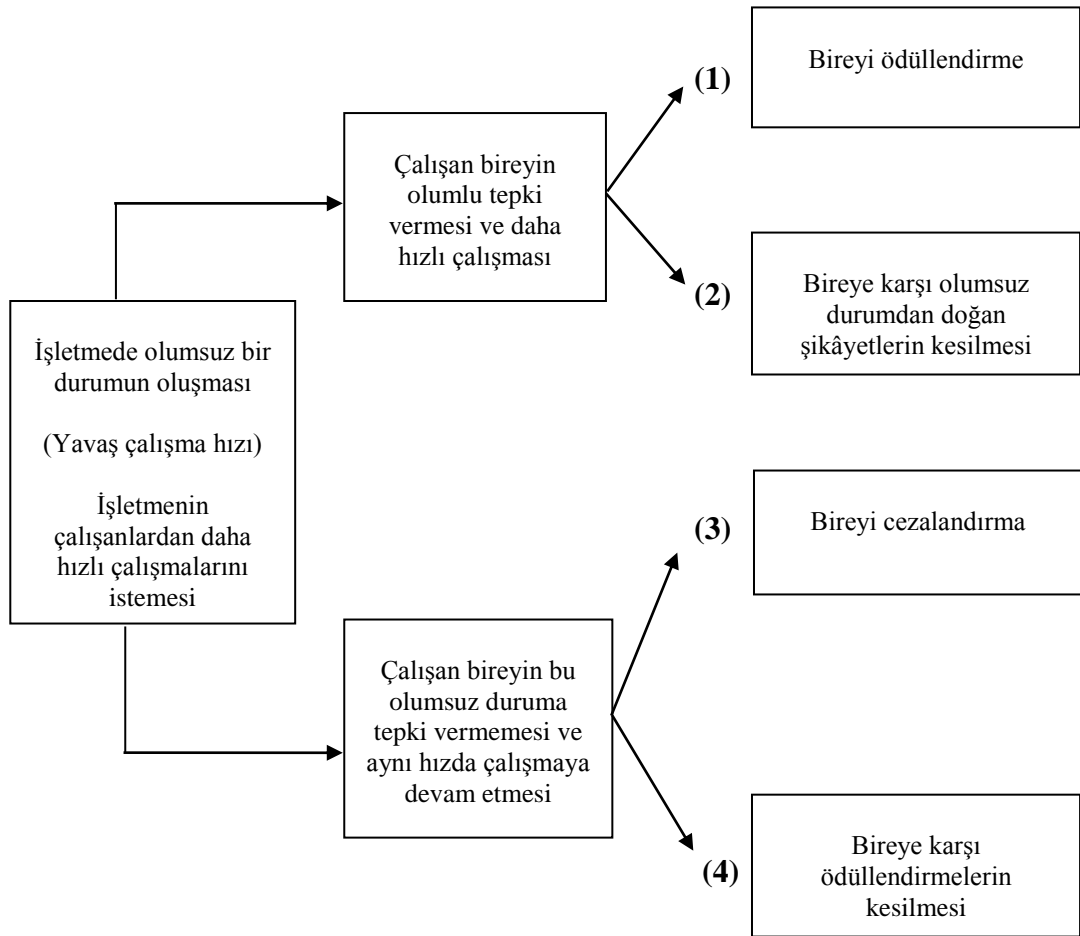 İşletmede olumsuz bir
durumun oluşması
(Yavaş çalışma hızı)
İşletmenin
çalışanlardan daha
hızlı çalışmalarını
istemesi
Çalışan bireyin
olumlu tepki
vermesi ve daha
hızlı çalışması
(1)
Bireyi ödüllendirme
(2)
Bireye karşı olumsuz
durumdan doğan
şikâyetlerin kesilmesi
Çalışan bireyin bu
olumsuz duruma
tepki vermemesi ve
aynı hızda çalışmaya
devam etmesi
(3)
Bireyi cezalandırma
(4)
Bireye karşı
ödüllendirmelerin
kesilmesi